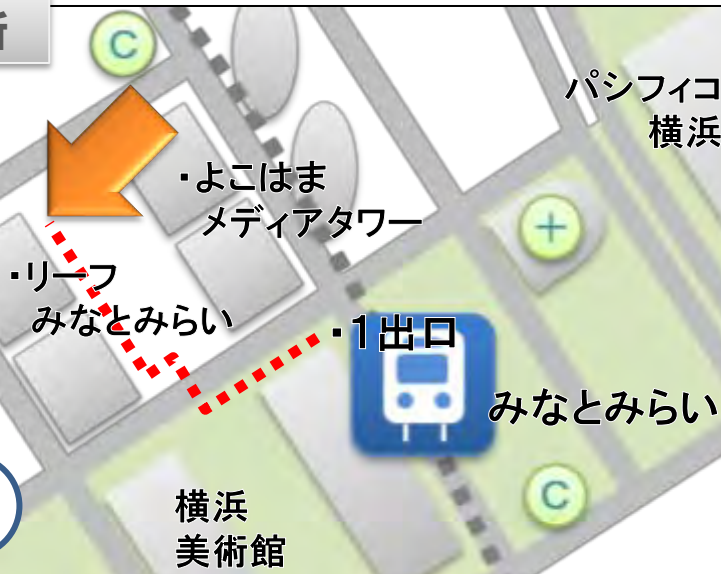 所
C
パシフィコ
横浜
・よこはま
メディアタワー
・リーフ
みなとみらい
・1出口
みなとみらい
C
横浜
美術館